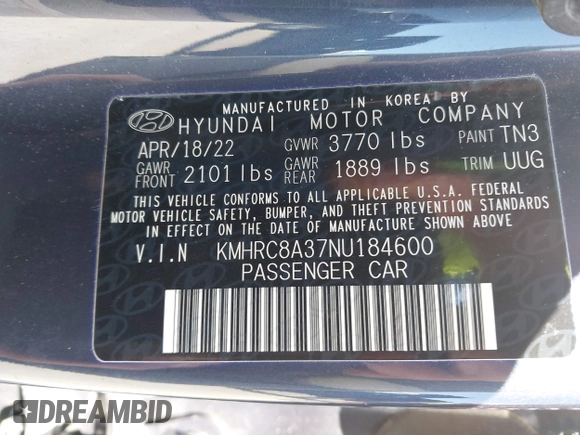 MANUFACTURED IN KOREA BY
HYUNDAI MOTOR COMPANY
APR/18/22 GVWR 3770 lbs PAINT TN3
GAWR FRONT 2101 lbs GAWR REAR 1889 lbs TRIM UUG
THIS VEHICLE CONFORMS TO ALL APPLICABLE U.S.A. FEDERAL
MOTOR VEHICLE SAFETY, BUMPER, AND THEFT PREVENTION STANDARDS
IN EFFECT ON THE DATE OF MANUFACTURE SHOWN ABOVE
V.I.N KMHRC8A37NU184600
PASSENGER CAR
DREAMBID